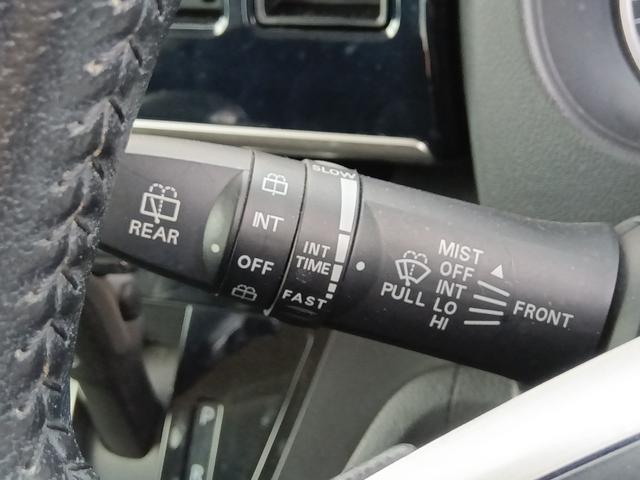 REAR
INT
OFF
SLOW
INT
TIME
FAST
PULL
MIST
OFF
INT
LO
HI
FRONT